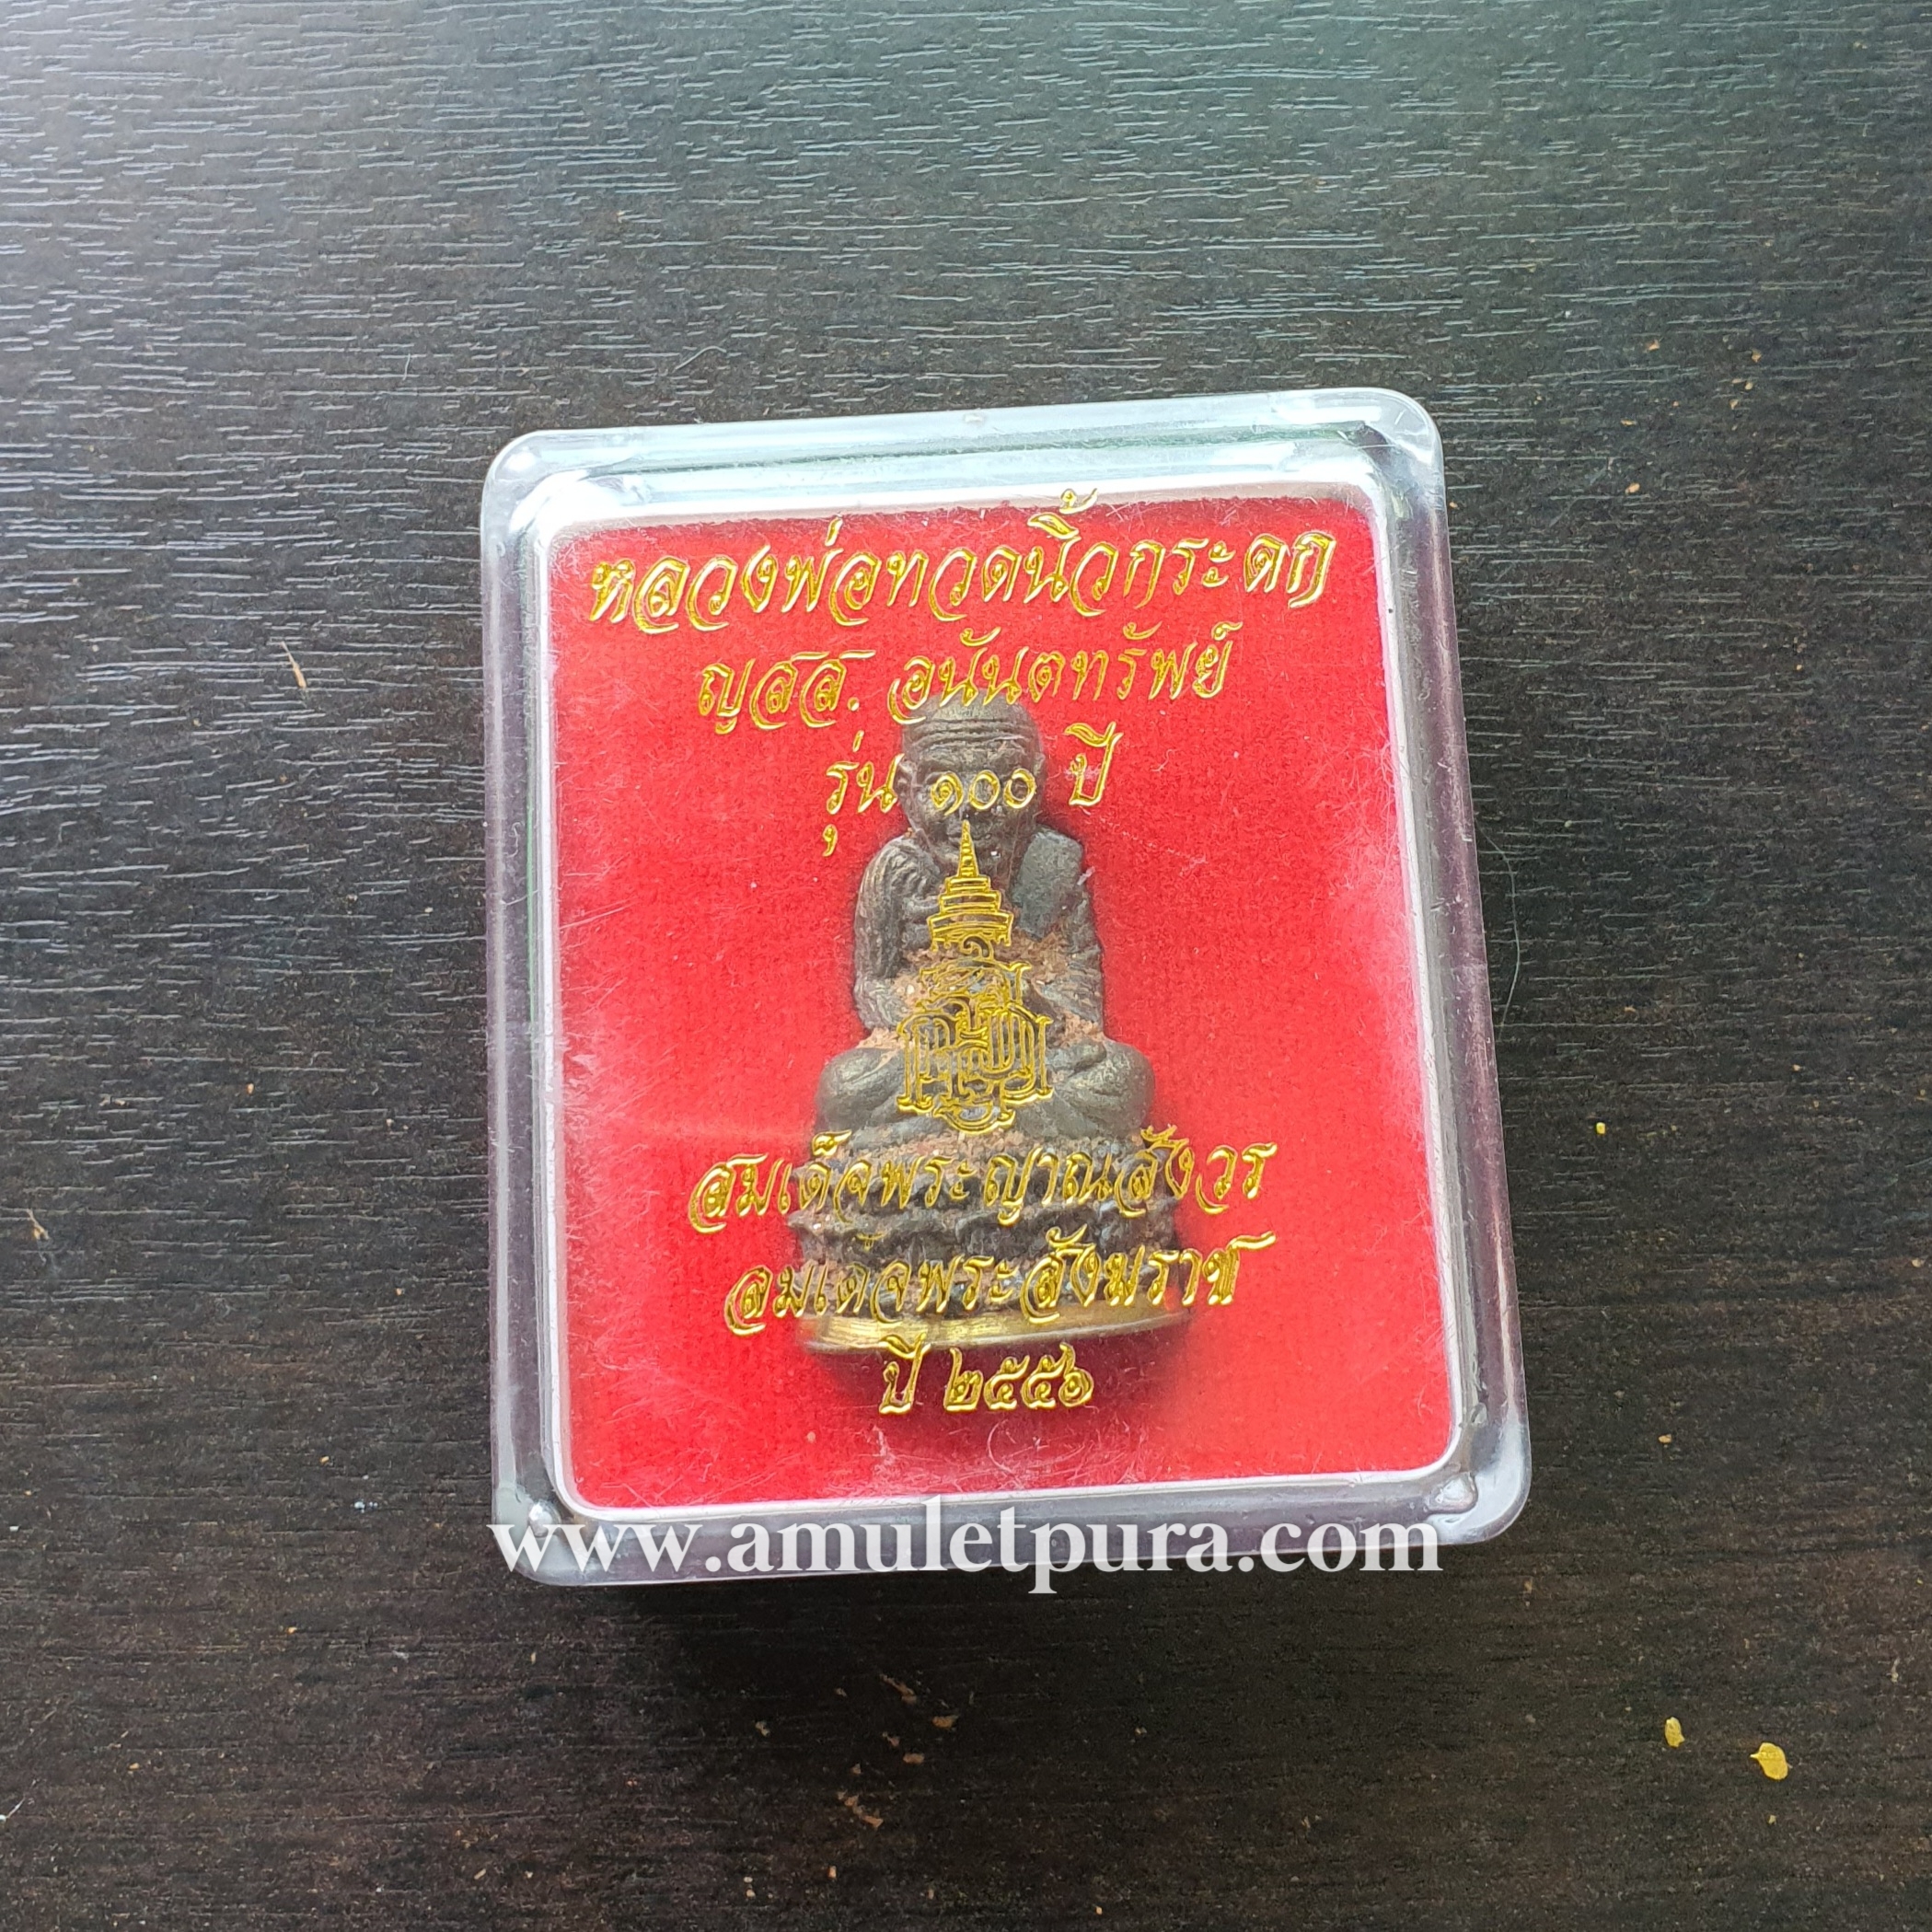 หลวงพ่อทวดนิ้วกระดก
ญสส. อนันตทรัพย์
รุ่น ๑๐๐ ปี
สมเด็จพระญาณสังวร
สมเด็จพระสังฆราช
ปี ๒๕๕๖
www.amuletpura.com